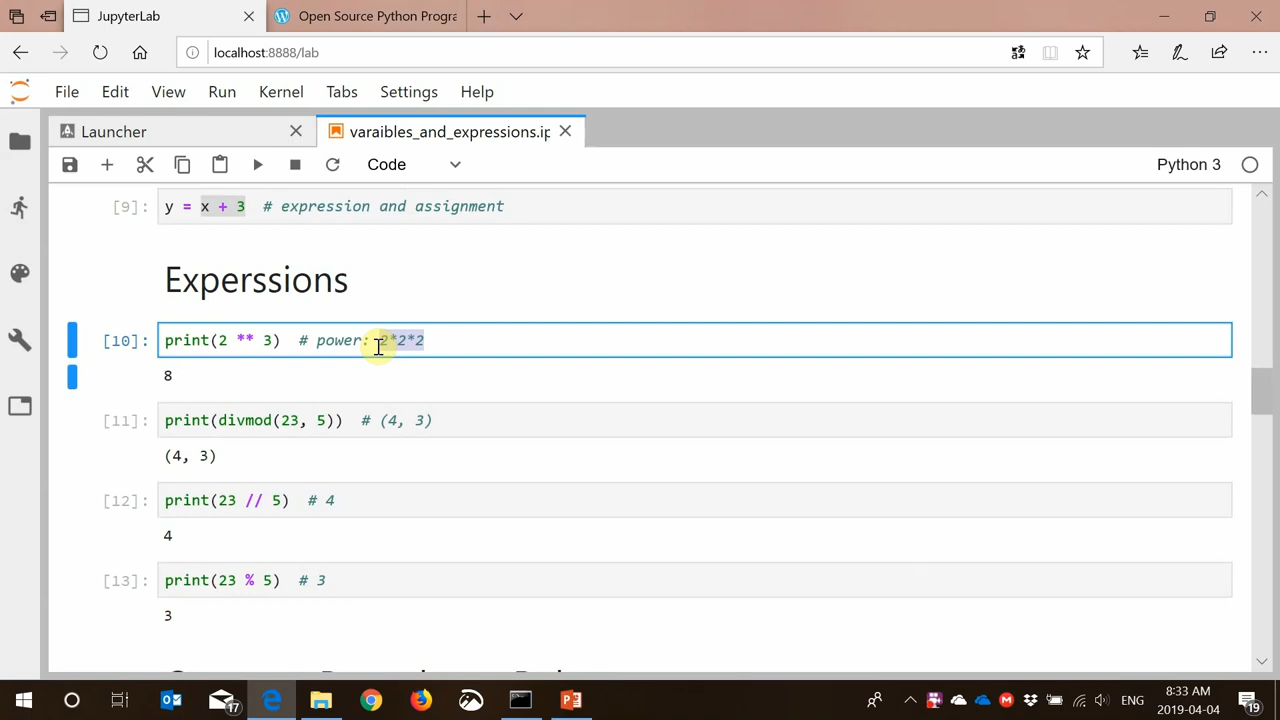 JupyterLab
Open Source Python Progra
localhost:8888/lab
File Edit View Run Kernel Tabs Settings Help
Launcher
varaibles_and_expressions.ip
Code
Python 3
[9]: y = x + 3 # expression and assignment
Experssions
[10]: print(2 ** 3) # power: 2*2*2
8
[11]: print(divmod(23, 5)) # (4, 3)
(4, 3)
[12]: print(23 // 5) # 4
4
[13]: print(23 % 5) # 3
3
17
ENG
8:33 AM
2019-04-04
19